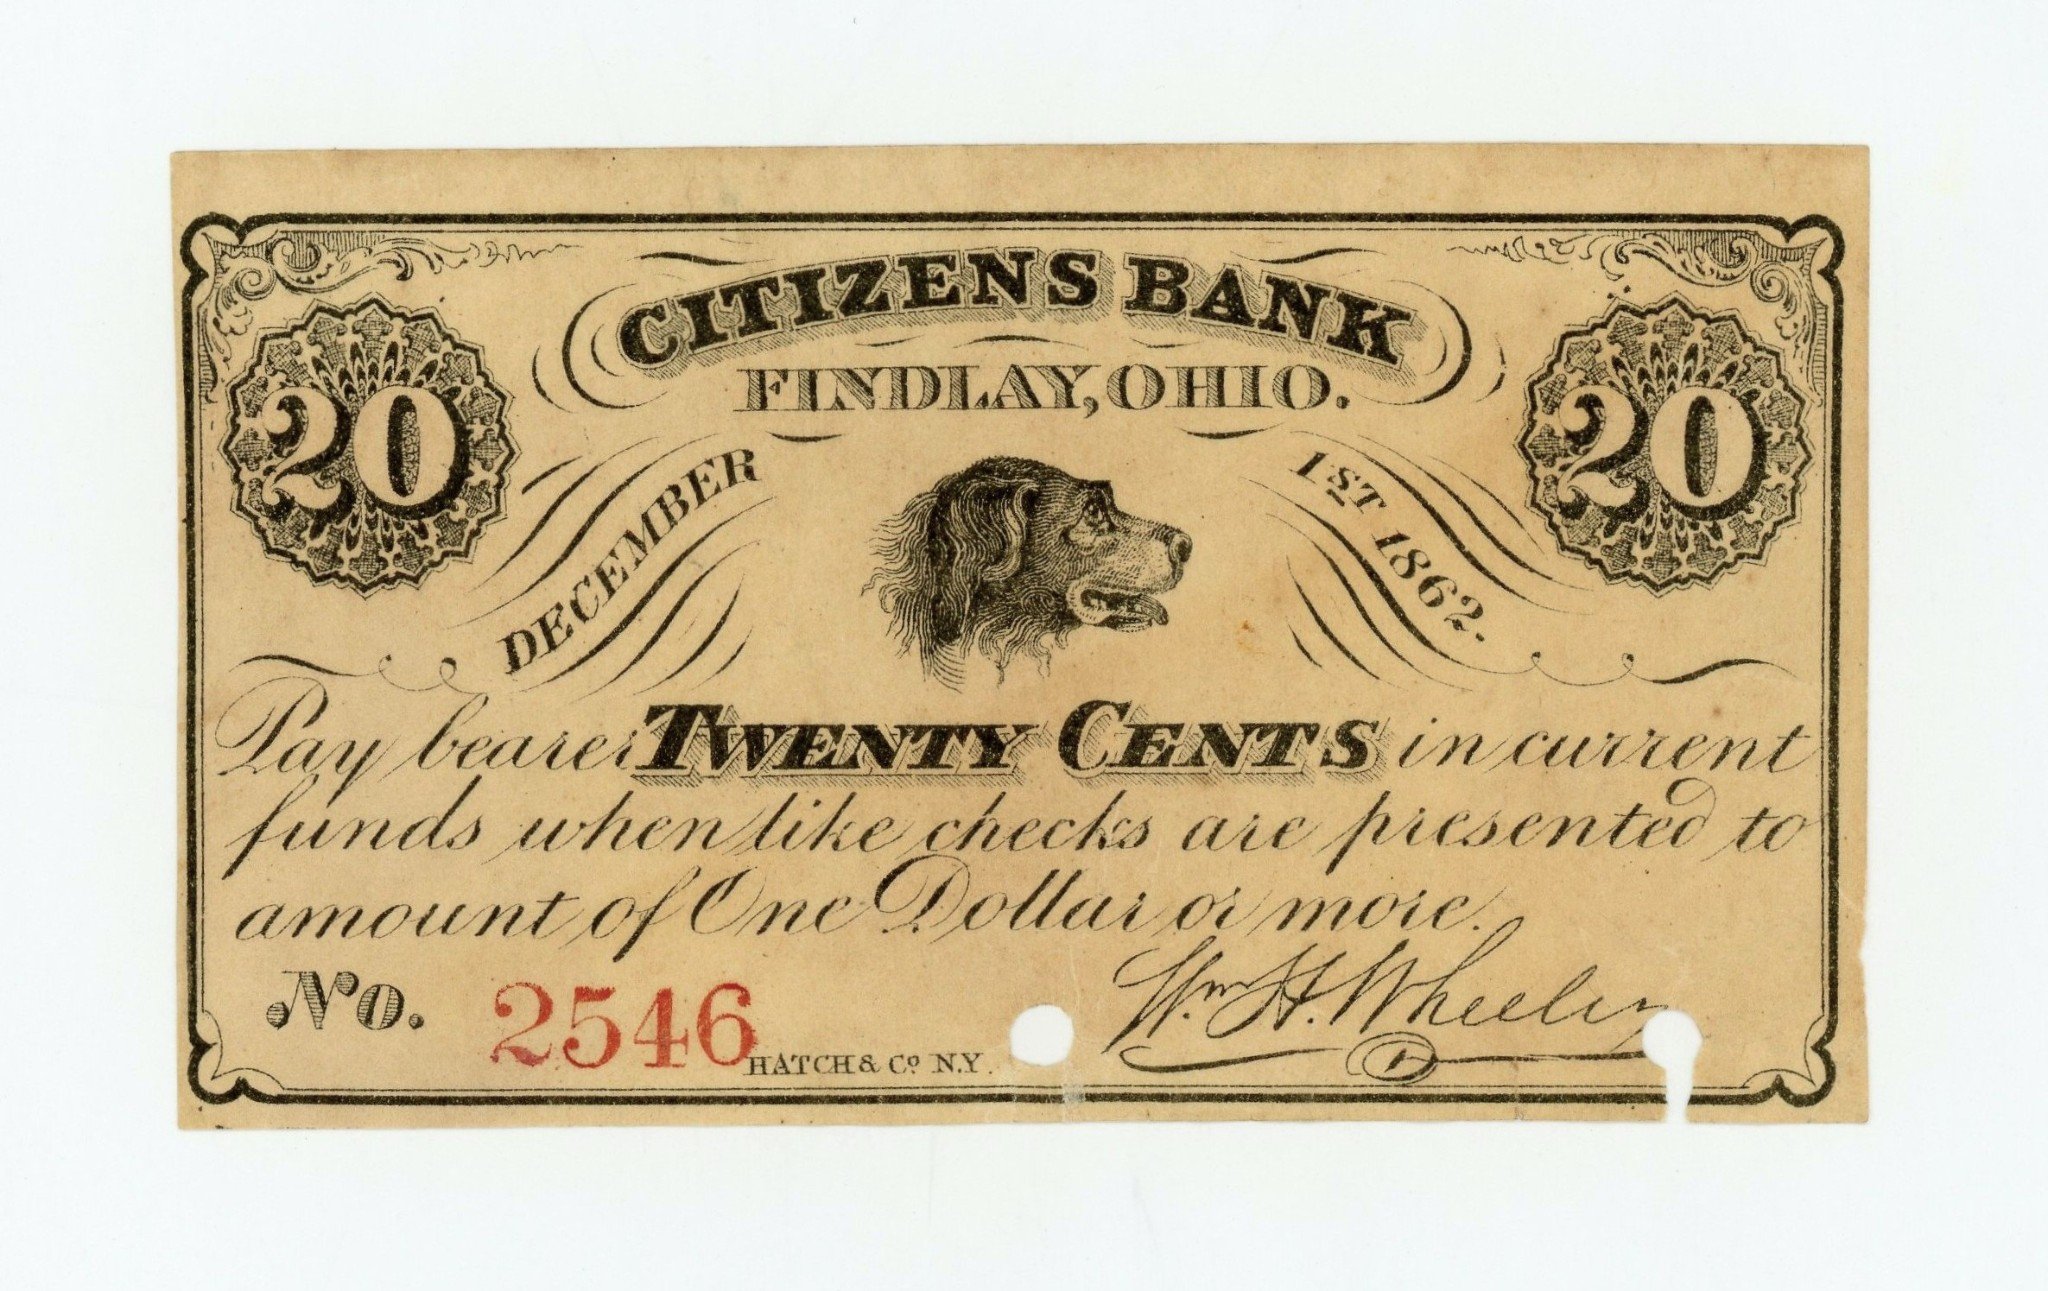 CITIZENS BANK
FINDLAY, OHIO.
20
20
DECEMBER
1ST 1862.
Pay bearer TWENTY CENTS in current
funds when like checks are presented to
amount of One Dollar or more.
No. 2546
HATCH & Co N.Y.
Wm H. Wheeler